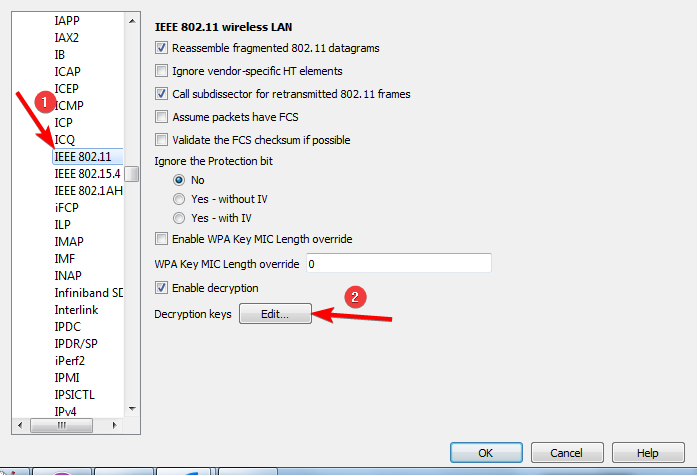 IAPP
IAX2
IB
ICAP
ICEP
ICMP
ICP
ICQ
IEEE 802.11
IEEE 802.15.4
IEEE 802.1AH
iFCP
ILP
IMAP
IMF
INAP
Infiniband SD
Interlink
IPDC
IPDR/SP
iPerf2
IPMI
IPSICTL
IPv4
1
IEEE 802.11 wireless LAN
Reassemble fragmented 802.11 datagrams
Ignore vendor-specific HT elements
Call subdissector for retransmitted 802.11 frames
Assume packets have FCS
Validate the FCS checksum if possible
Ignore the Protection bit
No
Yes - without IV
Yes - with IV
Enable WPA Key MIC Length override
WPA Key MIC Length override 0
Enable decryption
2
Decryption keys Edit...
OK Cancel Help